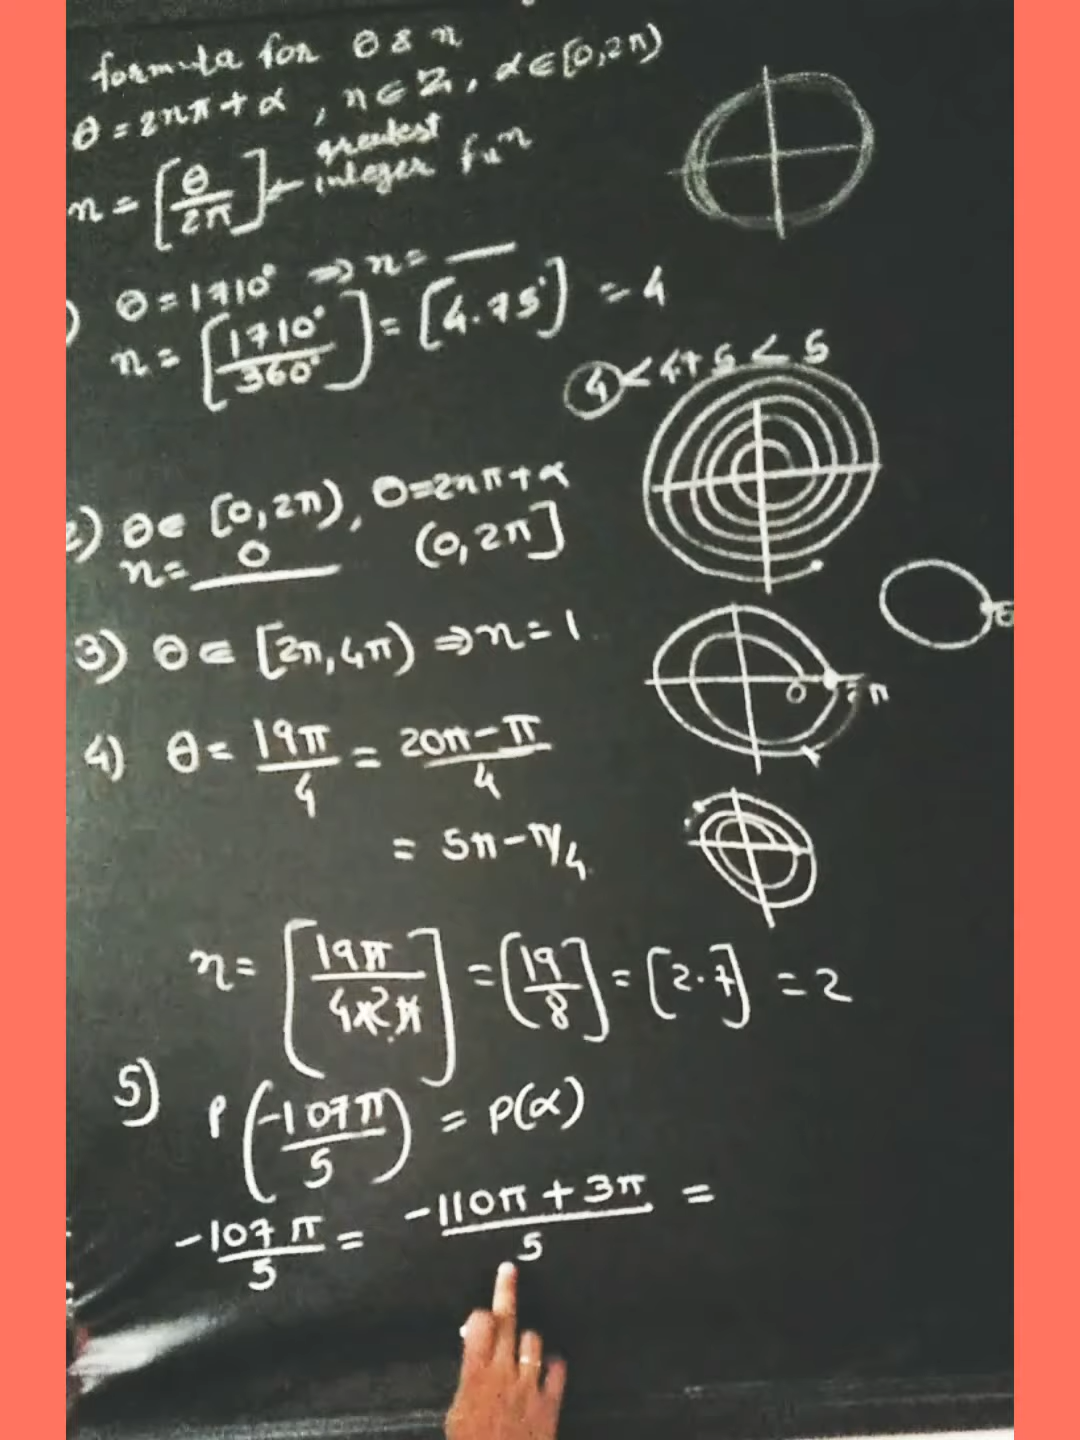 formula for θ & n
θ = 2nπ + α , n ∈ Z, α ∈ [0, 2π)
n = [θ/2π] ← greatest integer fuⁿ
θ = 1710° ⇒ n = ___
n = [1710°/360°] = [4.75] = 4
4 < 4.75 < 5
2) θ ∈ [0, 2π), θ = 2nπ + α
n = 0 (0, 2π]
3) θ ∈ [2π, 4π) ⇒ n = 1
4) θ = 19π/4 = 20π - π/4
= 5π - π/4
n = [19π/4×2π] = [19/8] = [2.7] = 2
5)
P(-107π/5) = P(α)
-107π/5 = -110π + 3π/5 =